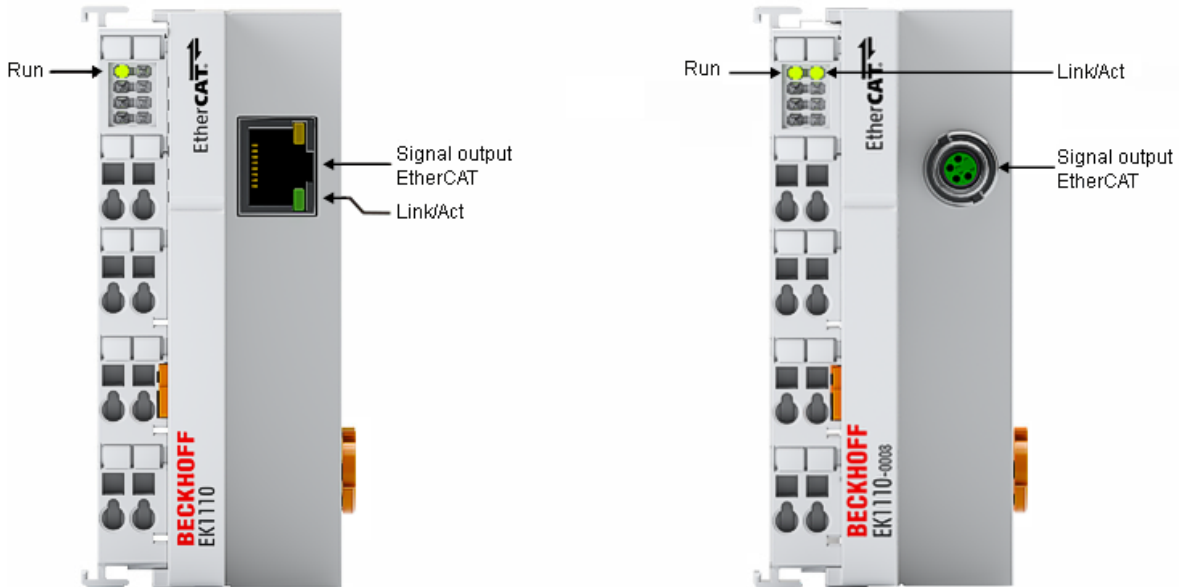 Run
EtherCAT®
Signal output
EtherCAT
Link/Act
BECKHOFF
EK1110
Run
Link/Act
EtherCAT®
Signal output
EtherCAT
BECKHOFF
EK1110-0008